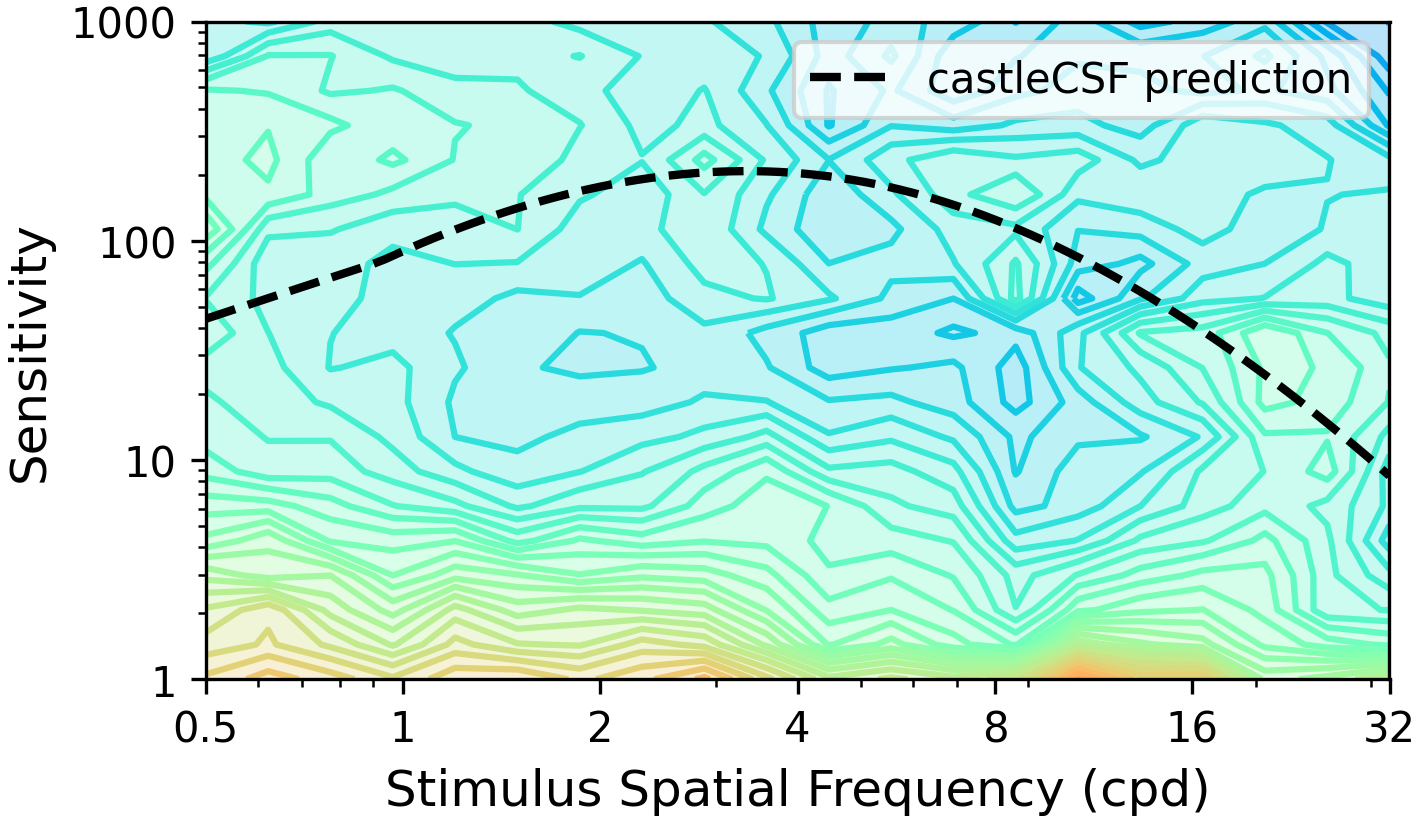 1000
castleCSF prediction
Sensitivity
100
10
1
0.5 1 2 4 8 16 32
Stimulus Spatial Frequency (cpd)